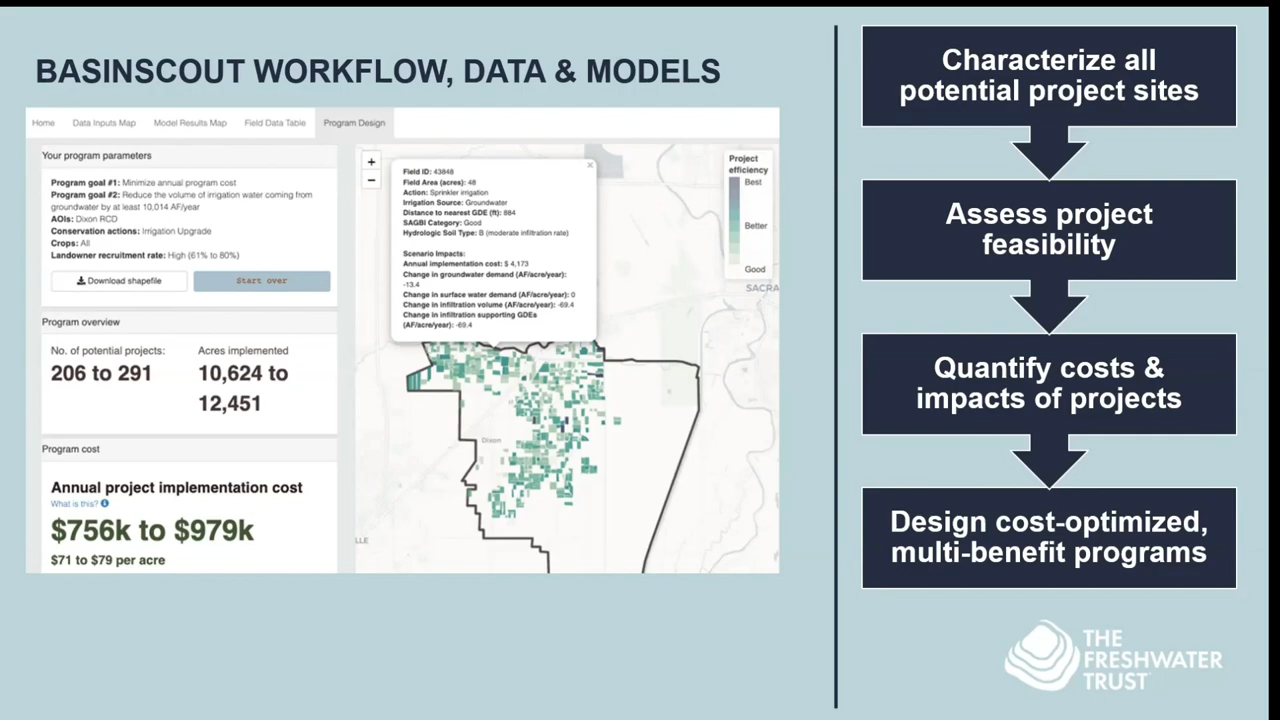 BASINSCOUT WORKFLOW, DATA & MODELS
Home Data Inputs Map Model Results Map Field Data Table Program Design
Your program parameters
Program goal #1: Minimize annual program cost
Program goal #2: Reduce the volume of irrigation water coming from
groundwater by at least 10,014 AF/year
AOIs: Dixon RCD
Conservation actions: Irrigation Upgrade
Crops: All
Landowner recruitment rate: High (61% to 80%)
Download shapefile
Start over
Program overview
No. of potential projects:
206 to 291
Acres implemented
10,624 to
12,451
Program cost
Annual project implementation cost
What is this?
$756k to $979k
$71 to $79 per acre
+
−
×
Field ID: 43848
Field Area (acres): 48
Action: Sprinkler irrigation
Irrigation Source: Groundwater
Distance to nearest GDE (ft): 884
SAGBI Category: Good
Hydrologic Soil Type: B (moderate infiltration rate)
Scenario Impacts:
Annual implementation cost: $ 4,173
Change in groundwater demand (AF/acre/year):
-13.4
Change in surface water demand (AF/acre/year): 0
Change in infiltration volume (AF/acre/year): -69.4
Change in infiltration supporting GDEs
(AF/acre/year): -69.4
Project
efficiency
Best
Better
Good
SACRA
Dixon
LLE
Characterize all
potential project sites
Assess project
feasibility
Quantify costs &
impacts of projects
Design cost-optimized,
multi-benefit programs
THE
FRESHWATER
TRUST